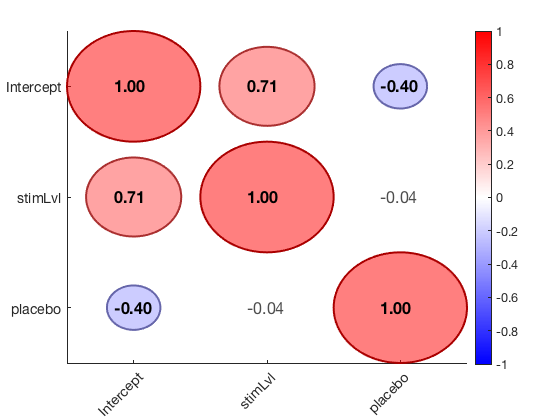 Intercept 1.00 0.71 -0.40
stimLvl 0.71 1.00 -0.04
placebo -0.40 -0.04 1.00
Intercept stimLvl placebo
1
0.8
0.6
0.4
0.2
0
-0.2
-0.4
-0.6
-0.8
-1